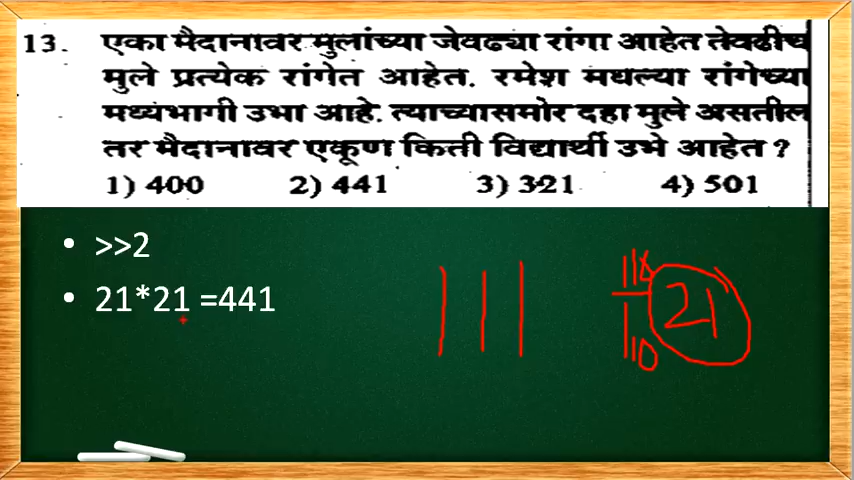 13. एका मैदानावर मुलांच्या जेवढ्या रांगा आहेत तेवढीच
मुले प्रत्येक रांगेत आहेत. रमेश मधल्या रांगेच्या
मध्यभागी उभा आहे. त्याच्यासमोर दहा मुले असतील
तर मैदानावर एकूण किती विद्यार्थी उभे आहेत ?
1) 400 2) 441 3) 321 4) 501
• >>2
• 21*21 =441
21
10